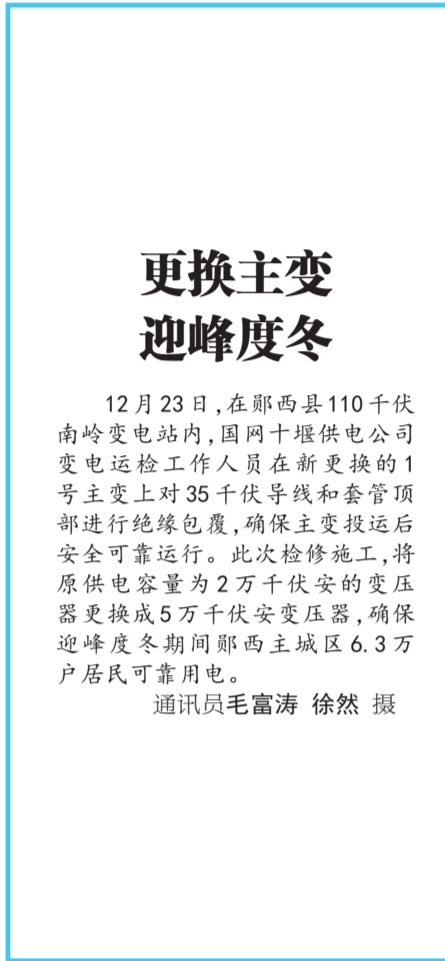 更换主变
迎峰度冬
12月23日,在郧西县110千伏
南岭变电站内,国网十堰供电公司
变电运检工作人员在新更换的1
号主变上对35千伏导线和套管顶
部进行绝缘包覆,确保主变投运后
安全可靠运行。此次检修施工,将
原供电容量为2万千伏安的变压
器更换成5万千伏安变压器,确保
迎峰度冬期间郧西主城区6.3万
户居民可靠用电。
通讯员毛富涛 徐然 摄